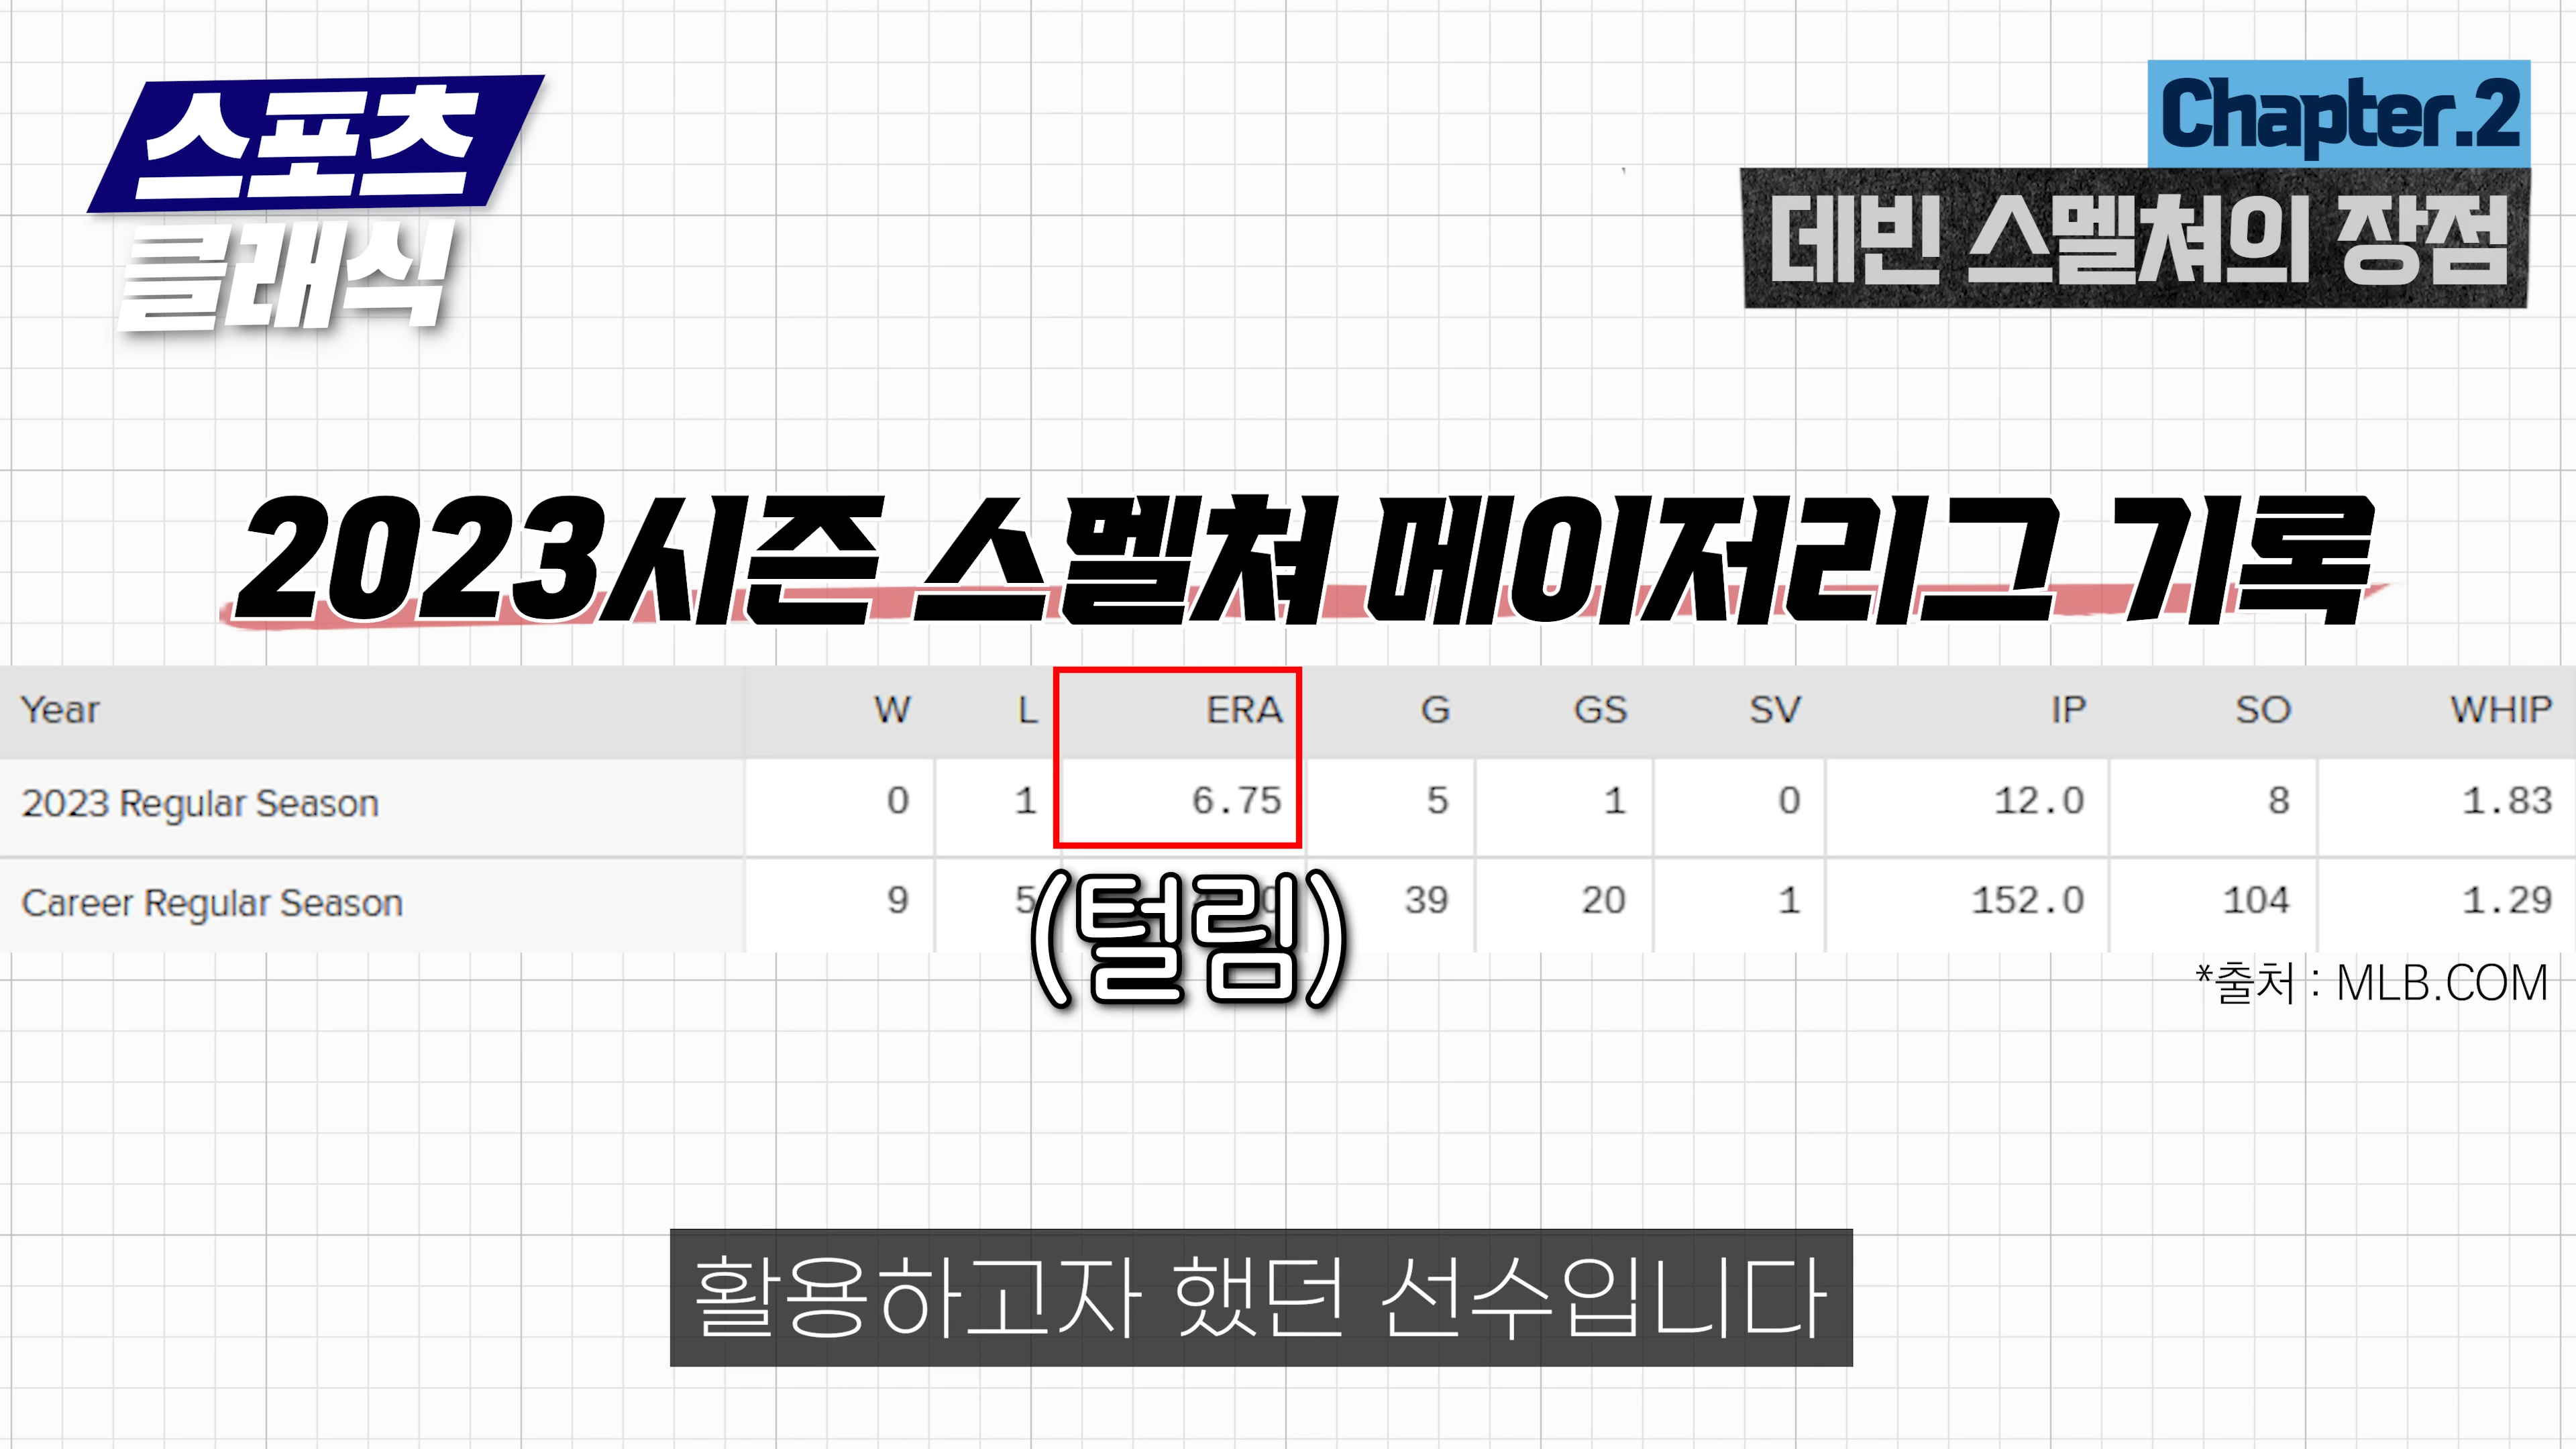 스포츠
클래식
Chapter.2
데빈 스멜쳐의 장점
2023시즌 스멜쳐 메이저리그 기록
Year W L ERA G GS SV IP SO WHIP
2023 Regular Season 0 1 6.75 5 1 0 12.0 8 1.83
Career Regular Season 9 5 39 20 1 152.0 104 1.29
(털림)
*출처 : MLB.COM
활용하고자 했던 선수입니다